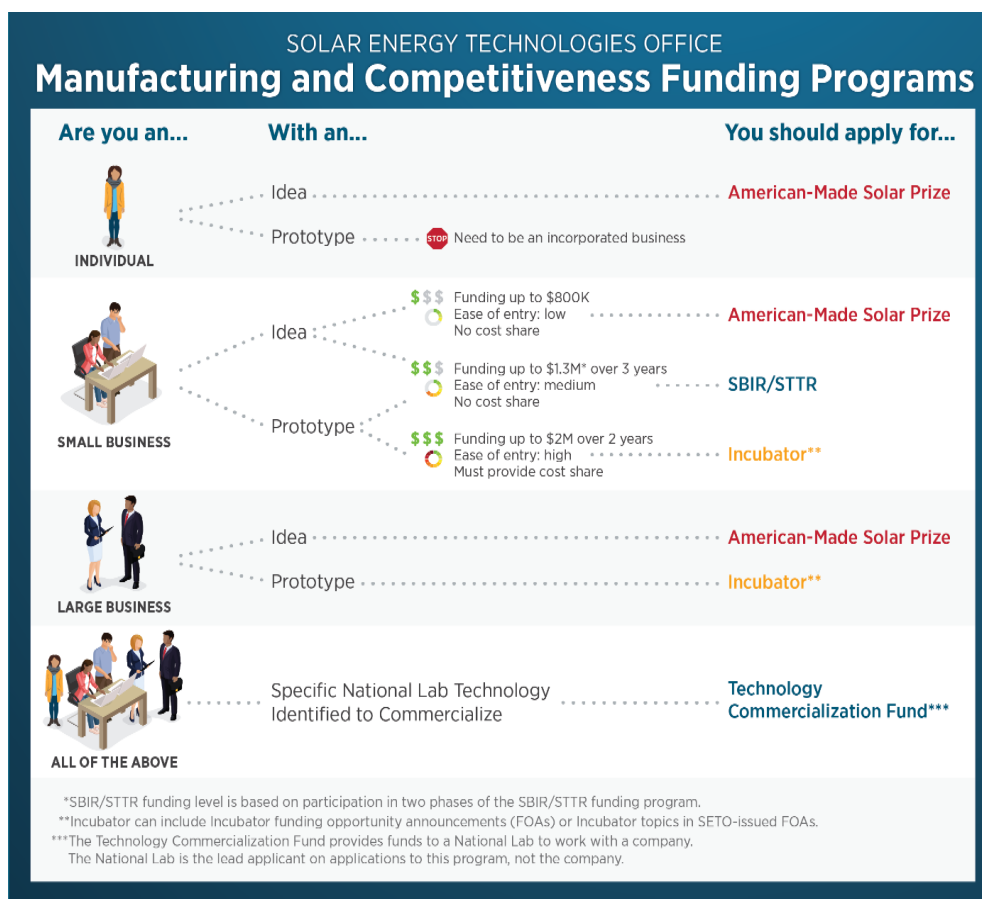 SOLAR ENERGY TECHNOLOGIES OFFICE
Manufacturing and Competitiveness Funding Programs
Are you an...
With an...
You should apply for...
INDIVIDUAL
Idea
American-Made Solar Prize
Prototype
STOP
Need to be an incorporated business
SMALL BUSINESS
Idea
$$$
Funding up to $800K
Ease of entry: low
No cost share
American-Made Solar Prize
$$$
Funding up to $1.3M* over 3 years
Ease of entry: medium
No cost share
SBIR/STTR
Prototype
$$$
Funding up to $2M over 2 years
Ease of entry: high
Must provide cost share
Incubator**
LARGE BUSINESS
Idea
American-Made Solar Prize
Prototype
Incubator**
ALL OF THE ABOVE
Specific National Lab Technology
Identified to Commercialize
Technology
Commercialization Fund***
*SBIR/STTR funding level is based on participation in two phases of the SBIR/STTR funding program.
**Incubator can include Incubator funding opportunity announcements (FOAs) or Incubator topics in SETO-issued FOAs.
***The Technology Commercialization Fund provides funds to a National Lab to work with a company.
The National Lab is the lead applicant on applications to this program, not the company.